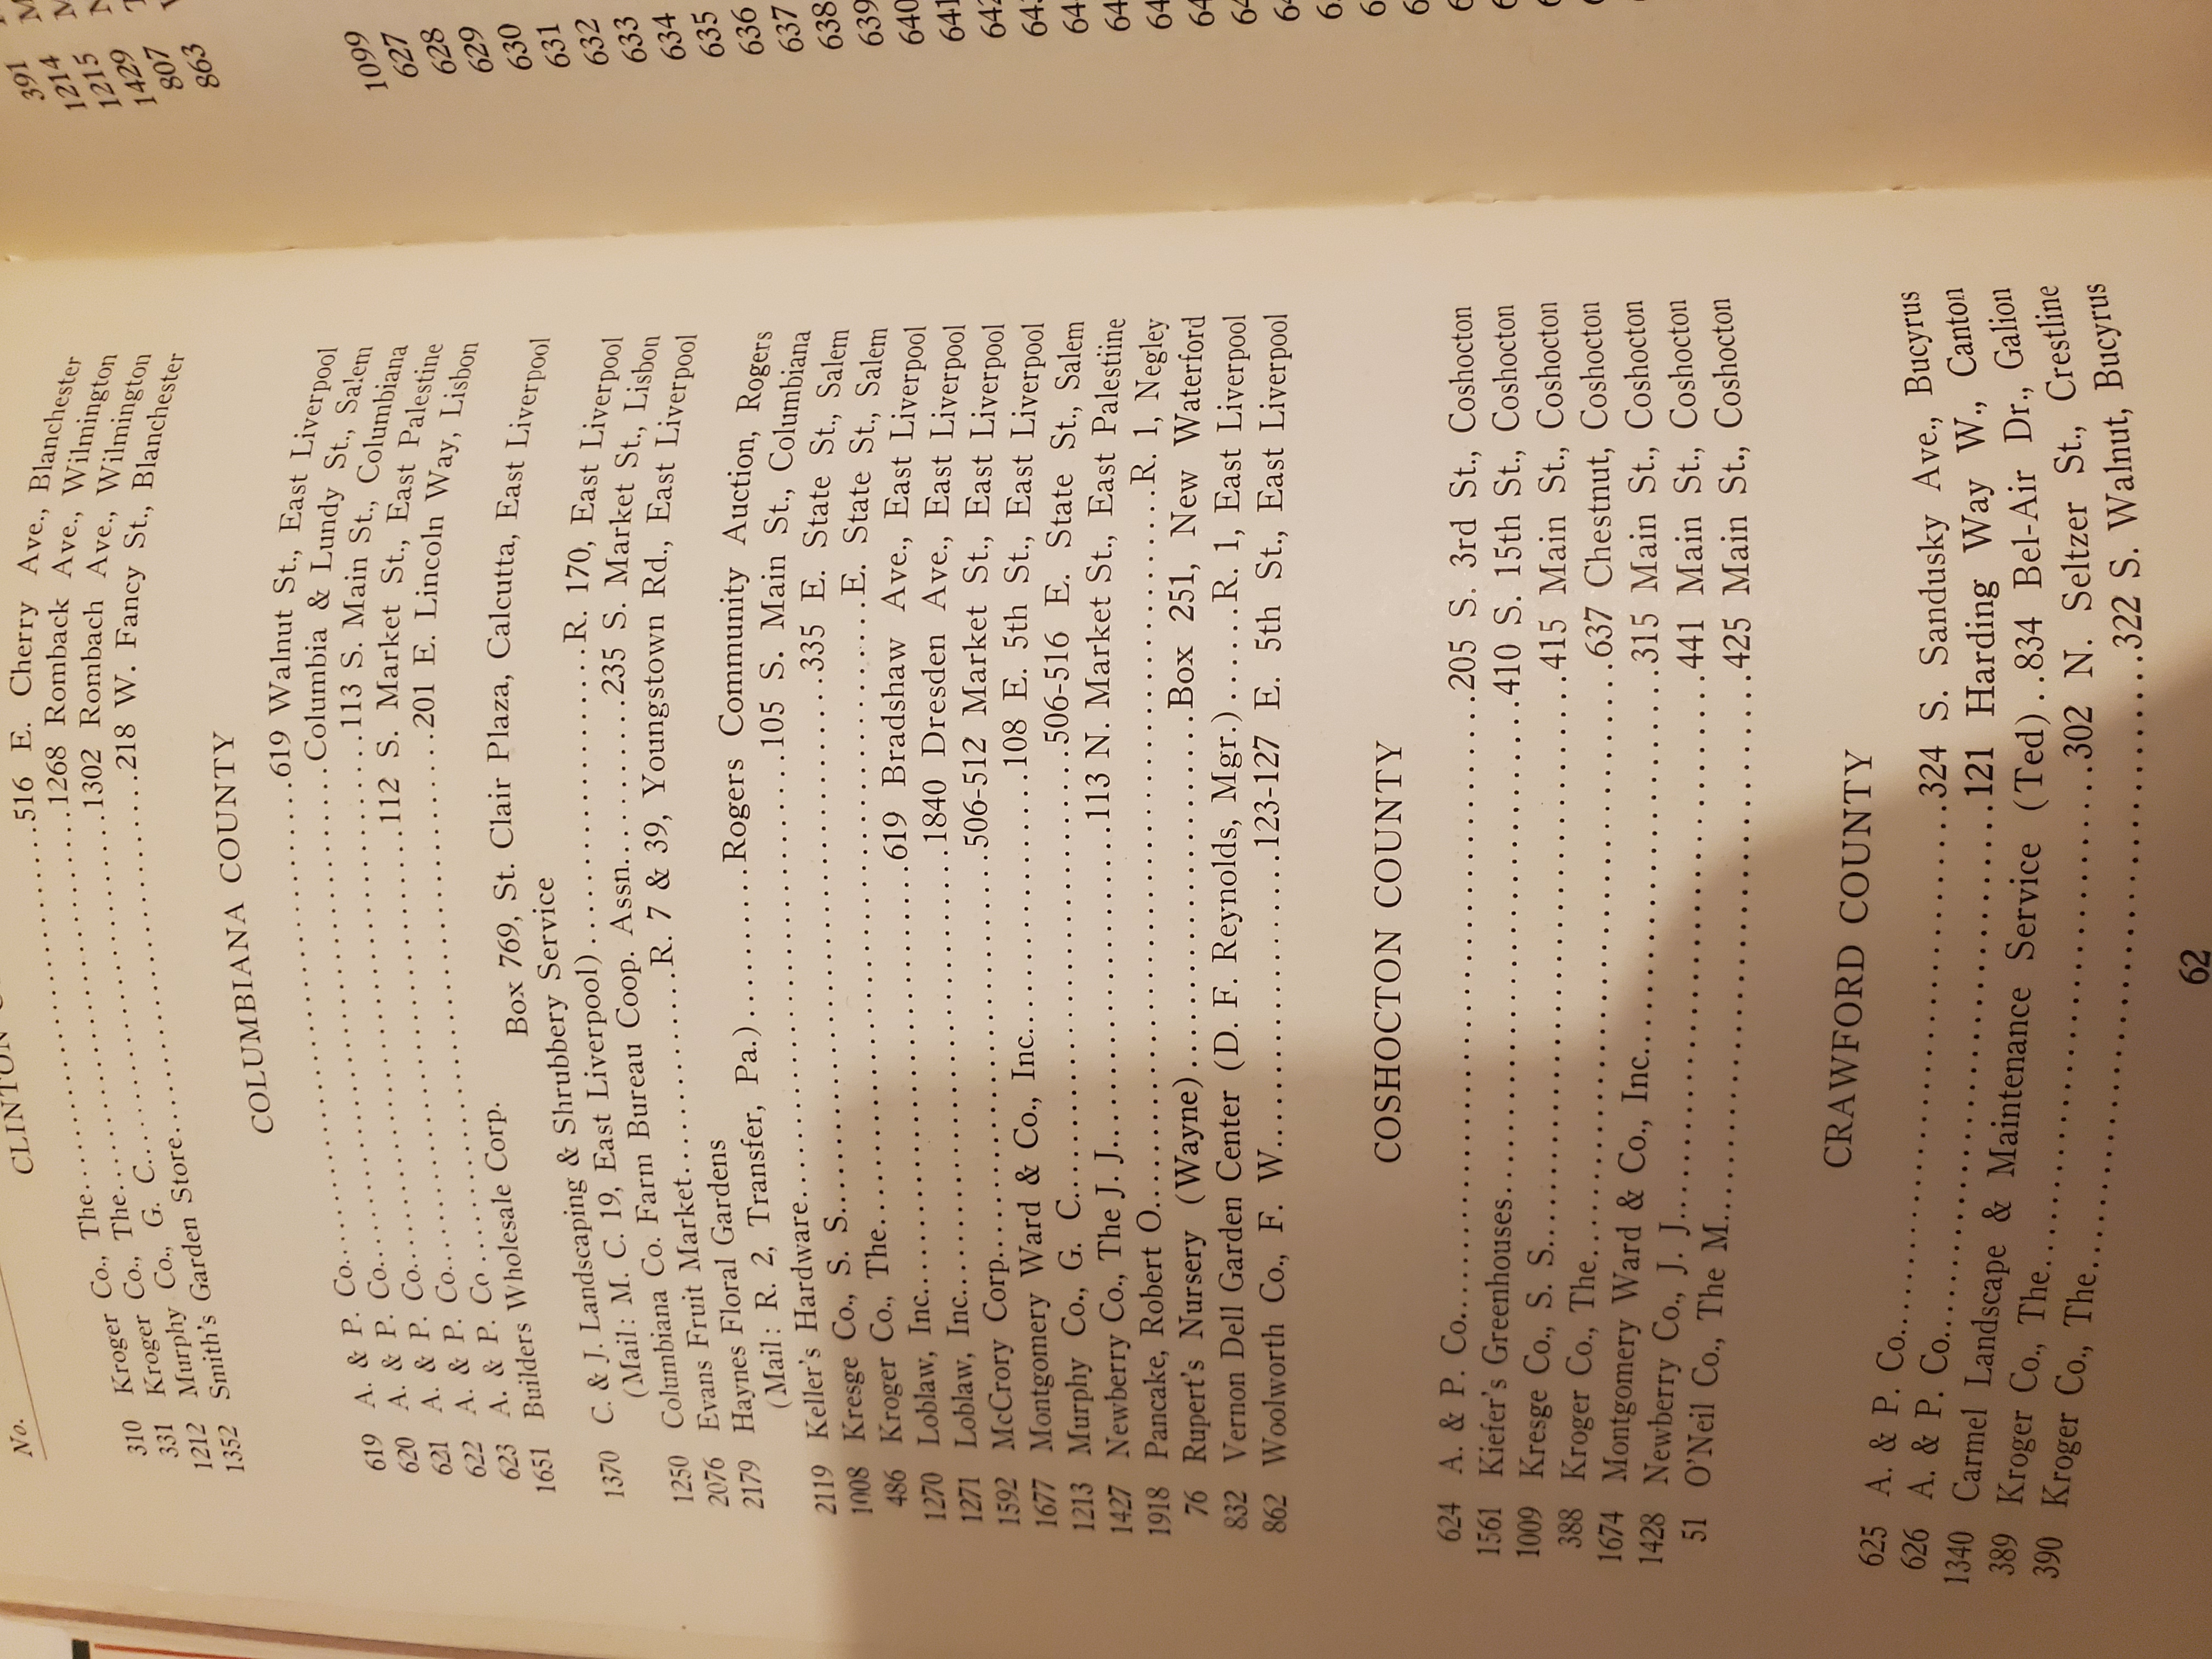 CLINTON
No.
310 Kroger Co., The 516 E. Cherry Ave., Blanchester
331 Kroger Co., The 1268 Romback Ave., Wilmington
1212 Murphy Co., G. C. 1302 Rombach Ave., Wilmington
1352 Smith's Garden Store 218 W. Fancy St., Blanchester
COLUMBIANA COUNTY
619 A. & P. Co. 619 Walnut St., East Liverpool
620 A. & P. Co. Columbia & Lundy St., Salem
621 A. & P. Co. 113 S. Main St., Columbiana
622 A. & P. Co. 112 S. Market St., East Palestine
623 A. & P. Co 201 E. Lincoln Way, Lisbon
1651 Builders Wholesale Corp.
Box 769, St. Clair Plaza, Calcutta, East Liverpool
1370 C. & J. Landscaping & Shrubbery Service
(Mail: M. C. 19, East Liverpool) R. 170, East Liverpool
1250 Columbiana Co. Farm Bureau Coop. Assn. 235 S. Market St., Lisbon
2076 Evans Fruit Market R. 7 & 39, Youngstown Rd., East Liverpool
2179 Haynes Floral Gardens
(Mail: R. 2, Transfer, Pa.) Rogers Community Auction, Rogers
2119 Keller's Hardware 105 S. Main St., Columbiana
1008 Kresge Co., S. S. 335 E. State St., Salem
486 Kroger Co., The E. State St., Salem
1270 Loblaw, Inc. 619 Bradshaw Ave., East Liverpool
1271 Loblaw, Inc. 1840 Dresden Ave., East Liverpool
1592 McCrory Corp. 506-512 Market St., East Liverpool
1677 Montgomery Ward & Co., Inc. 108 E. 5th St., East Liverpool
1213 Murphy Co., G. C. 506-516 E. State St., Salem
1427 Newberry Co., The J. J. 113 N. Market St., East Palestiine
1918 Pancake, Robert O. R. 1, Negley
76 Rupert's Nursery (Wayne) Box 251, New Waterford
832 Vernon Dell Garden Center (D. F. Reynolds, Mgr.) R. 1, East Liverpool
862 Woolworth Co., F. W. 123-127 E. 5th St., East Liverpool
COSHOCTON COUNTY
624 A. & P. Co. 205 S. 3rd St., Coshocton
1561 Kiefer's Greenhouses 410 S. 15th St., Coshocton
1009 Kresge Co., S. S. 415 Main St., Coshocton
388 Kroger Co., The 637 Chestnut, Coshocton
1674 Montgomery Ward & Co., Inc. 315 Main St., Coshocton
1428 Newberry Co., J. J. 441 Main St., Coshocton
51 O'Neil Co., The M. 425 Main St., Coshocton
CRAWFORD COUNTY
625 A. & P. Co. 324 S. Sandusky Ave., Bucyrus
626 A. & P. Co. 121 Harding Way W., Canton
1340 Carmel Landscape & Maintenance Service (Ted) 834 Bel-Air Dr., Galion
389 Kroger Co., The 302 N. Seltzer St., Crestline
390 Kroger Co., The 322 S. Walnut, Bucyrus
62
391
1214
1215
1429
807
863
1099
627
628
629
630
631
632
633
634
635
636
637
638
639
640
641
642